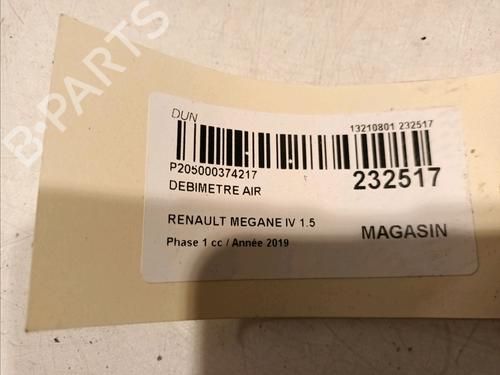 DUN
13210801 232517
P205000374217
232517
DEBIMETRE AIR
RENAULT MEGANE IV 1.5
MAGASIN
Phase 1 cc / Année 2019
B-PARTS